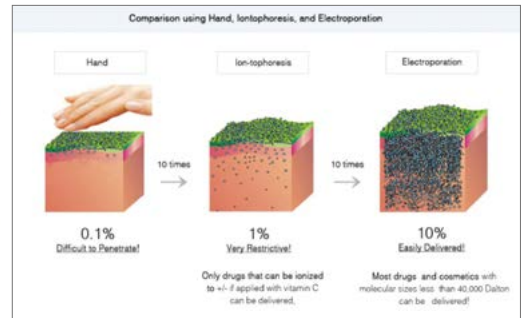 Comparison using Hand, Iontophoresis, and Electroporation
Hand
Ion-tophoresis
Electroporation
10 times
10 times
0.1%
Difficult to Penetrate!
1%
Very Restrictive!
Only drugs that can be ionized
to +/- if applied with vitamin C
can be delivered,
10%
Easily Delivered!
Most drugs and cosmetics with
molecular sizes less than 40,000 Dalton
can be delivered!